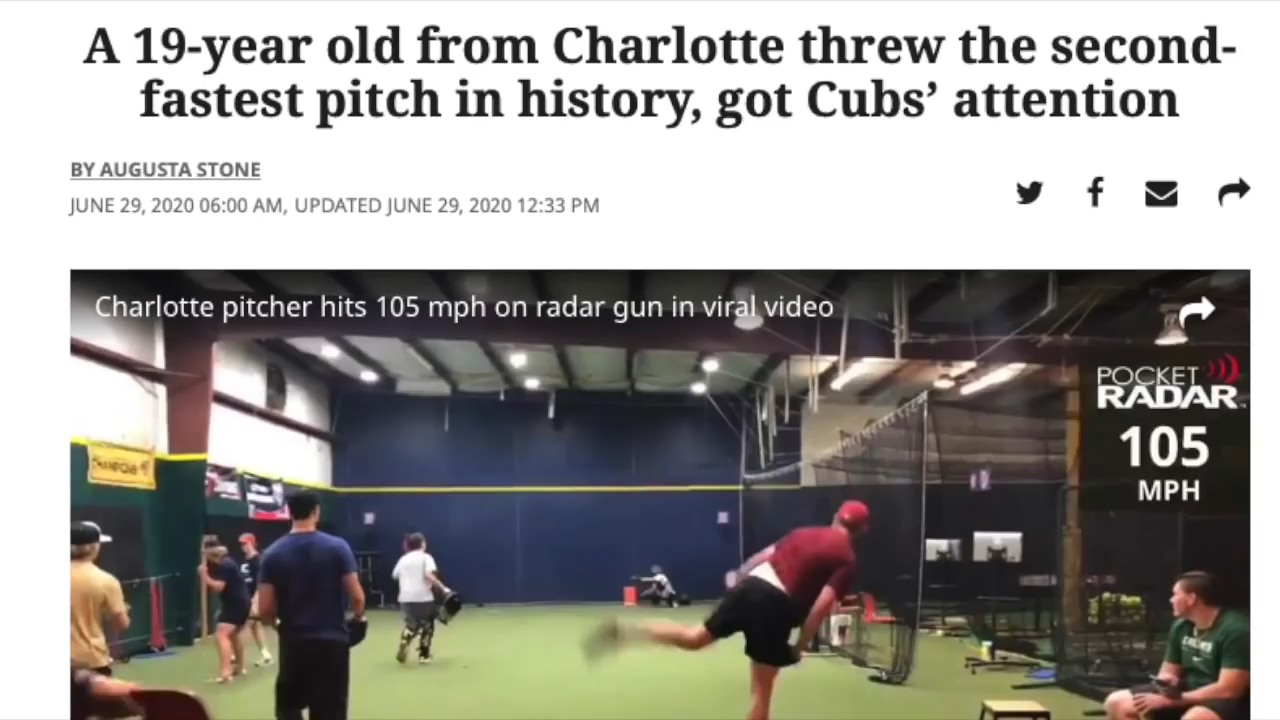 A 19-year old from Charlotte threw the second-
fastest pitch in history, got Cubs’ attention
BY AUGUSTA STONE
JUNE 29, 2020 06:00 AM, UPDATED JUNE 29, 2020 12:33 PM
Charlotte pitcher hits 105 mph on radar gun in viral video
POCKET
RADAR
105
MPH
CHAMPIONS